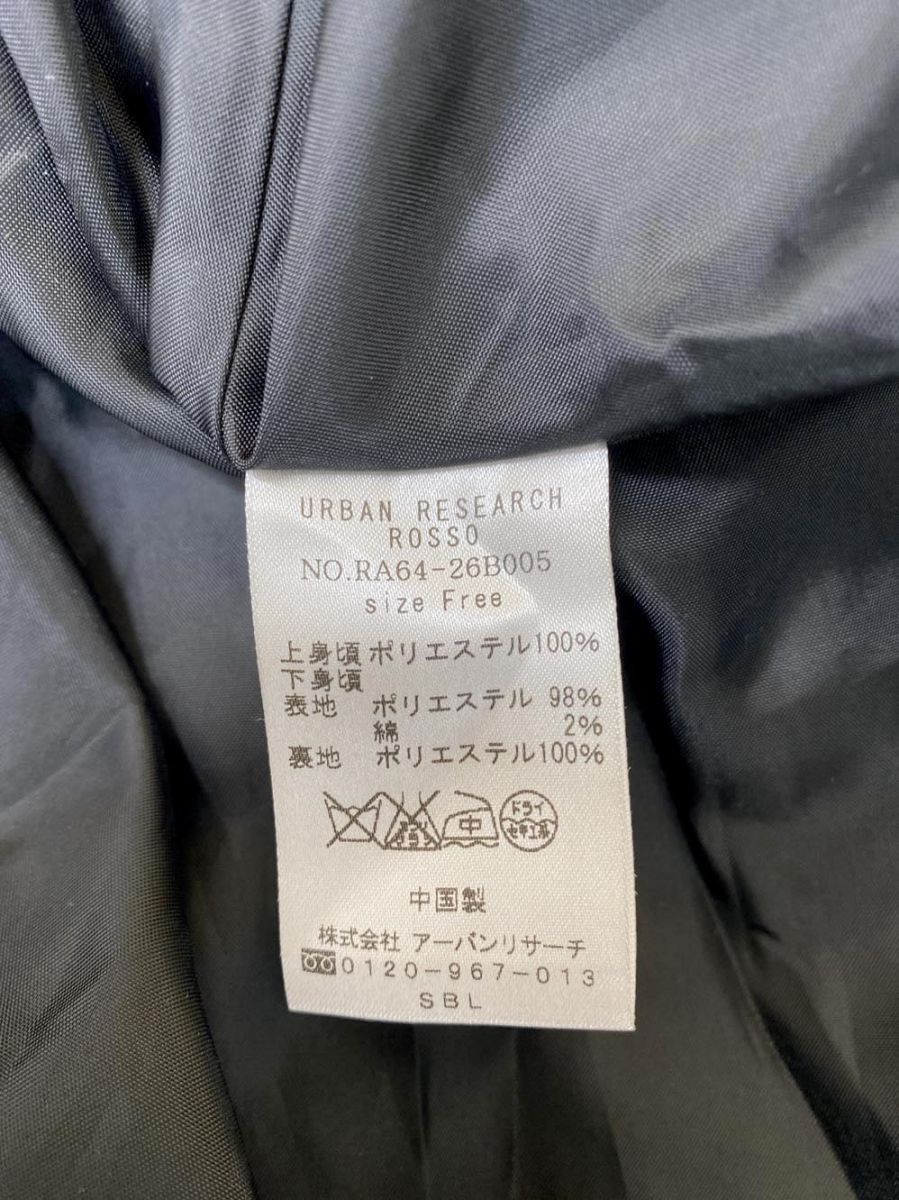 URBAN RESEARCH
ROSSO
NO.RA64-26B005
size Free
上身頃 ポリエステル100%
下身頃
表地 ポリエステル 98%
綿 2%
裏地 ポリエステル100%
中 ドライ
セキユ系
中国製
株式会社 アーバンリサーチ
0120-967-013
SBL